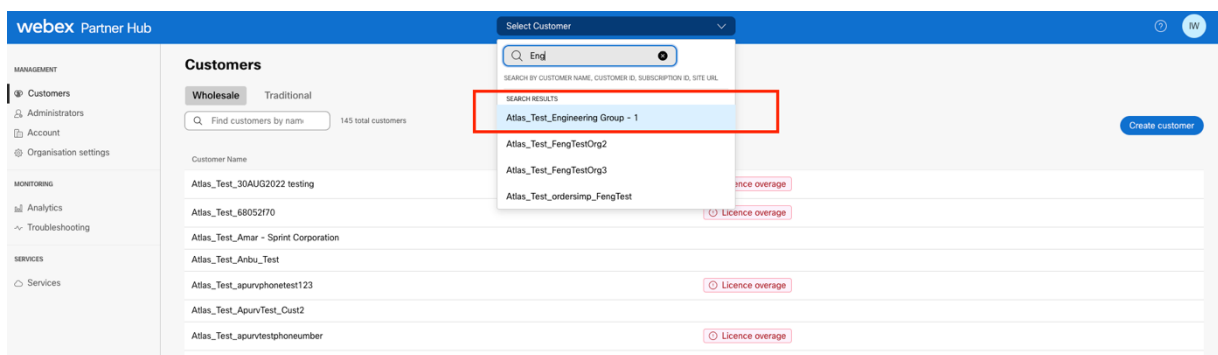 webex Partner Hub
Select Customer
IW
MANAGEMENT
Customers
Administrators
Account
Organisation settings
MONITORING
Analytics
Troubleshooting
SERVICES
Services
Customers
Wholesale Traditional
Find customers by nam
145 total customers
Create customer
Customer Name
Atlas_Test_30AUG2022 testing
ence overage
Atlas_Test_68052f70
Licence overage
Atlas_Test_Amar - Sprint Corporation
Atlas_Test_Anbu_Test
Atlas_Test_apurvphonetest123
Licence overage
Atlas_Test_ApurvTest_Cust2
Atlas_Test_apurvtestphoneumber
Licence overage
Eng
SEARCH BY CUSTOMER NAME, CUSTOMER ID, SUBSCRIPTION ID, SITE URL
SEARCH RESULTS
Atlas_Test_Engineering Group - 1
Atlas_Test_FengTestOrg2
Atlas_Test_FengTestOrg3
Atlas_Test_ordersimp_FengTest